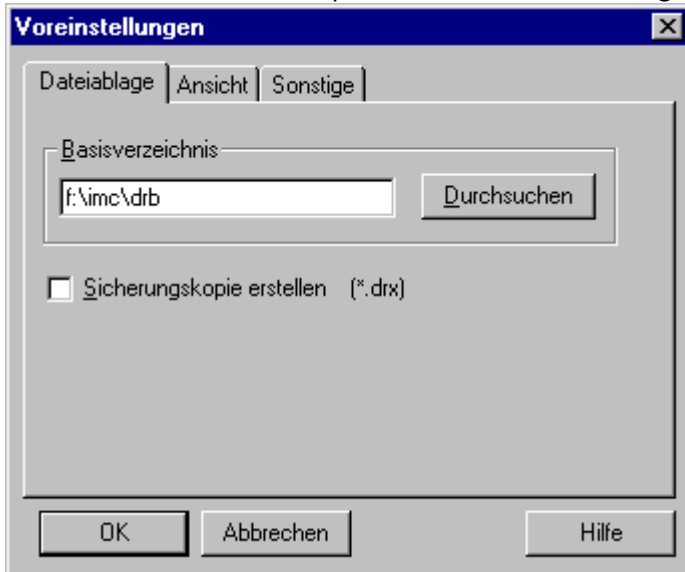 Voreinstellungen
Dateiablage Ansicht Sonstige
Basisverzeichnis
f:\imc\drb Durchsuchen
Sicherungskopie erstellen (*.drx)
OK Abbrechen Hilfe